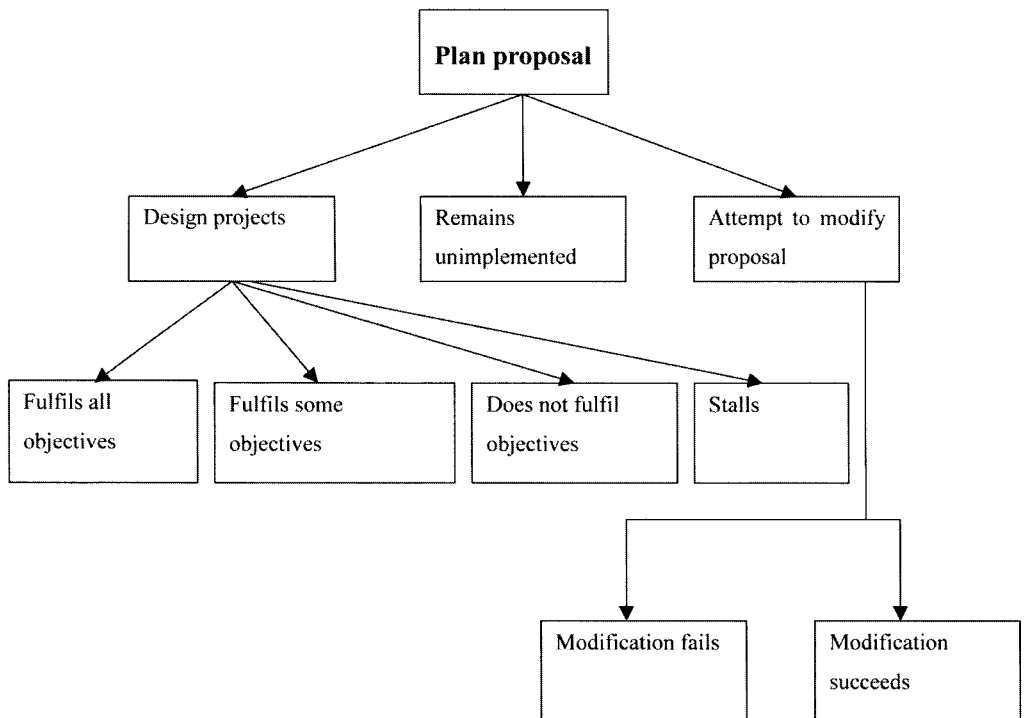 Plan proposal
Design projects
Remains
unimplemented
Attempt to modify
proposal
Fulfils all
objectives
Fulfils some
objectives
Does not fulfil
objectives
Stalls
Modification fails
Modification
succeeds